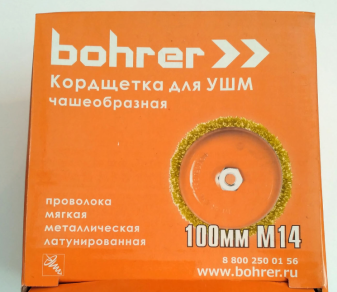 bohrer
Кордщетка для УШМ
чашеобразная
проволока
мягкая
металлическая
латунированная
100мм М14
8 800 250 01 56
www.bohrer.ru